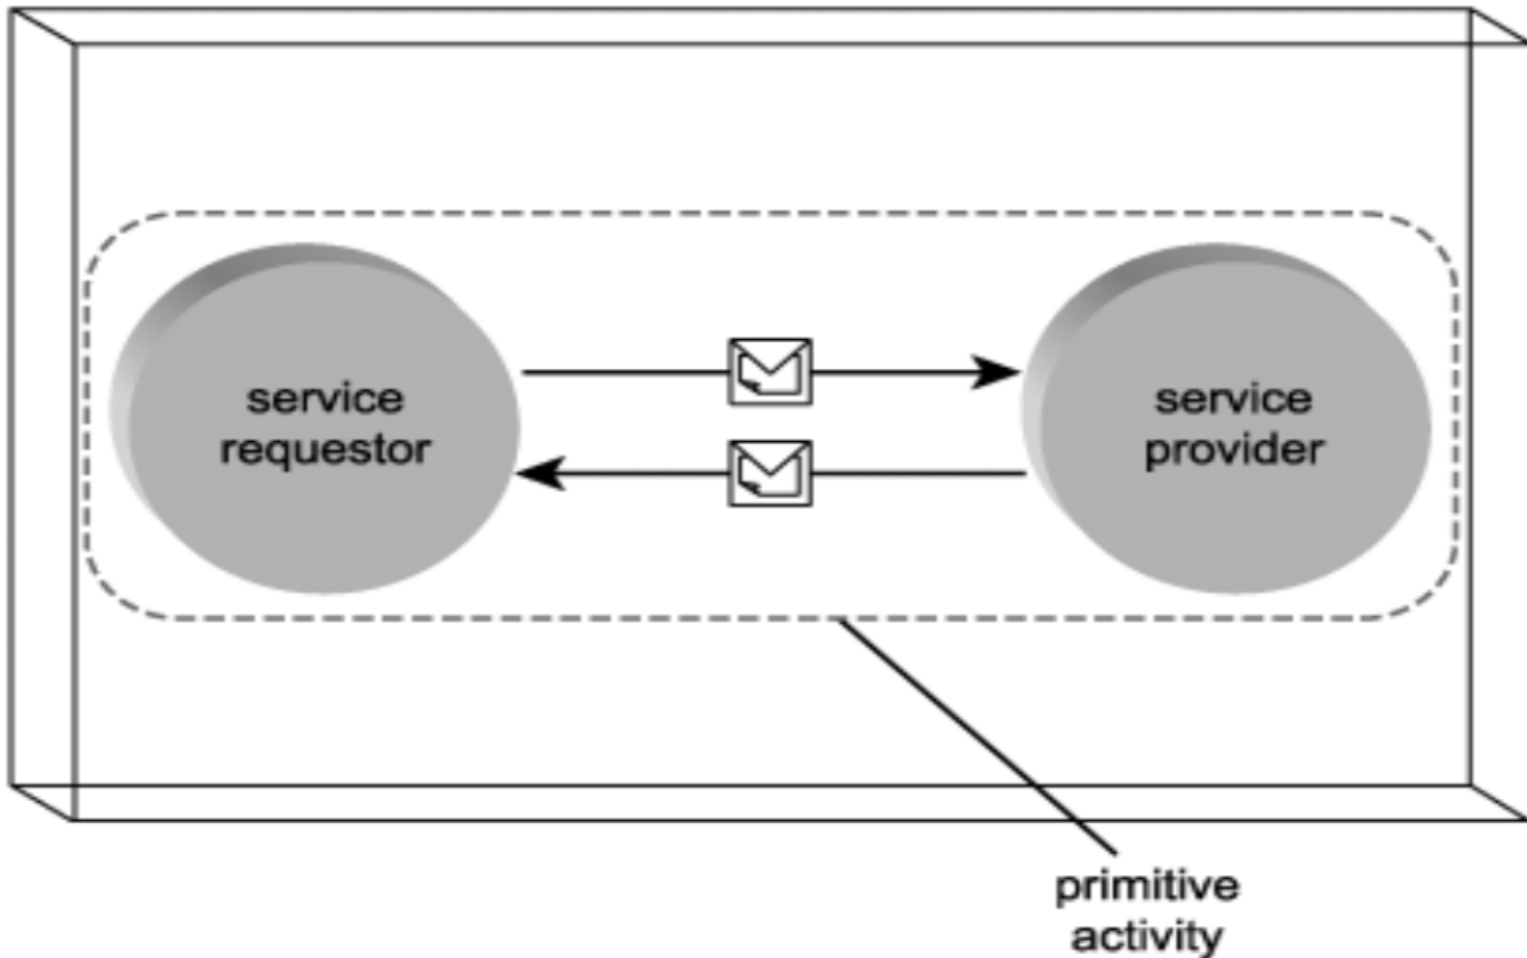 service
requestor
service
provider
primitive
activity